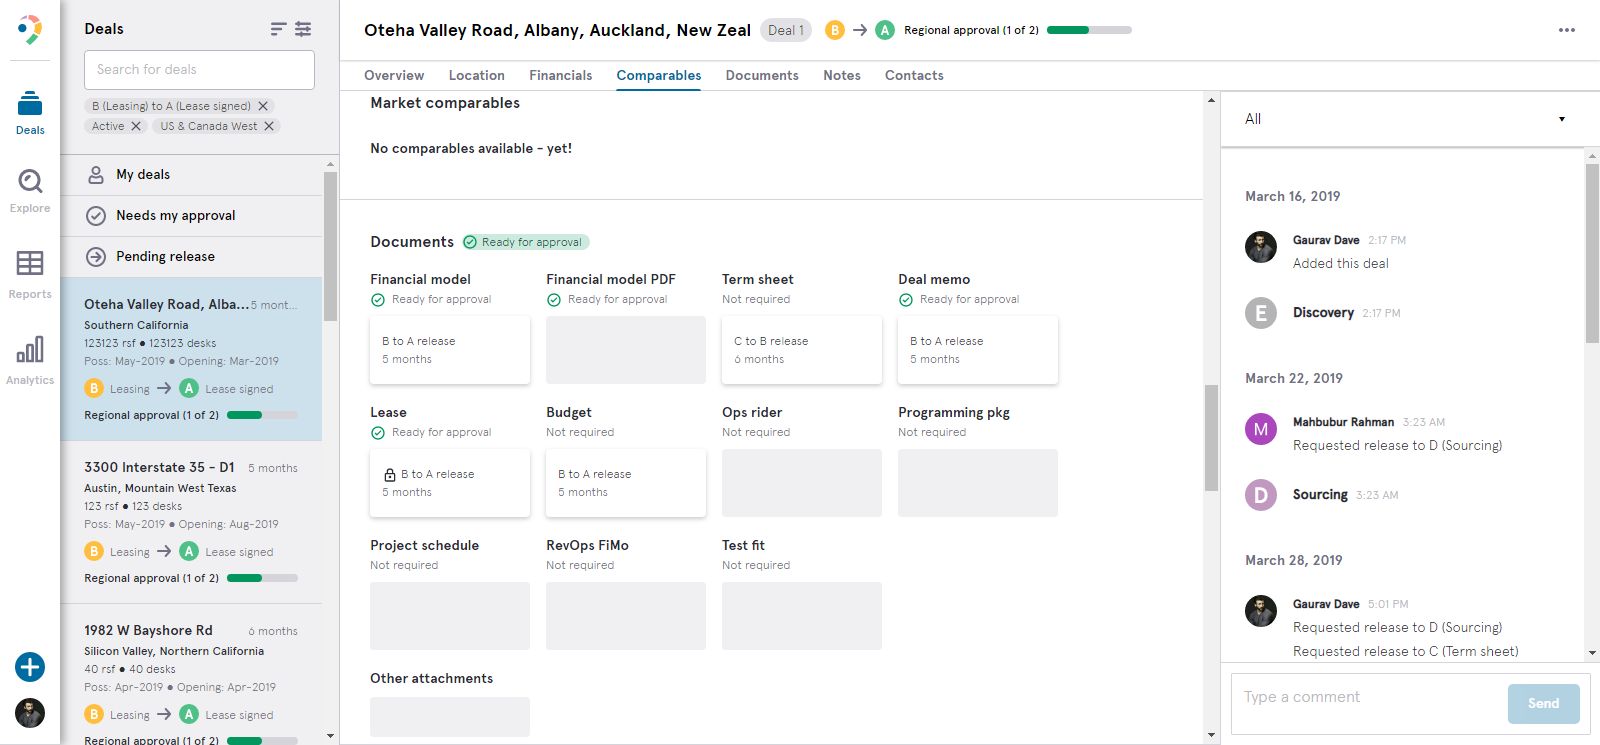 Deals
Explore
Reports
Analytics
Deals
Search for deals
B (Leasing) to A (Lease signed)
Active
US & Canada West
My deals
Needs my approval
Pending release
Oteha Valley Road, Alba... 5 mont...
Southern California
123123 rsf ● 123123 desks
Poss: May-2019 ● Opening: Mar-2019
B Leasing → A Lease signed
Regional approval (1 of 2)
3300 Interstate 35 - D1 5 months
Austin, Mountain West Texas
123 rsf ● 123 desks
Poss: May-2019 ● Opening: Aug-2019
B Leasing → A Lease signed
Regional approval (1 of 2)
1982 W Bayshore Rd 6 months
Silicon Valley, Northern California
40 rsf ● 40 desks
Poss: Apr-2019 ● Opening: Apr-2019
B Leasing → A Lease signed
Regional approval (1 of 2)
Oteha Valley Road, Albany, Auckland, New Zeal Deal 1 B → A Regional approval (1 of 2)
Overview Location Financials Comparables Documents Notes Contacts
Market comparables
No comparables available - yet!
Documents Ready for approval
Financial model Financial model PDF Term sheet Deal memo
Ready for approval Ready for approval Not required Ready for approval
B to A release C to B release B to A release
5 months 6 months 5 months
Lease Budget Ops rider Programming pkg
Ready for approval Not required Not required Not required
B to A release B to A release
5 months 5 months
Project schedule RevOps FiMo Test fit
Not required Not required Not required
Other attachments
All
March 16, 2019
Gaurav Dave 2:17 PM
Added this deal
E Discovery 2:17 PM
March 22, 2019
M Mahbubur Rahman 3:23 AM
Requested release to D (Sourcing)
D Sourcing 3:23 AM
March 28, 2019
Gaurav Dave 5:01 PM
Requested release to D (Sourcing)
Requested release to C (Term sheet)
Type a comment Send